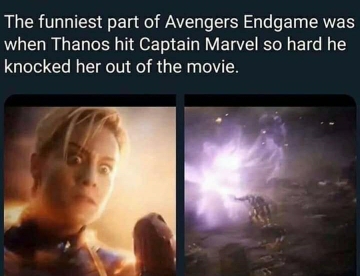 The funniest part of Avengers Endgame was
when Thanos hit Captain Marvel so hard he
knocked her out of the movie.